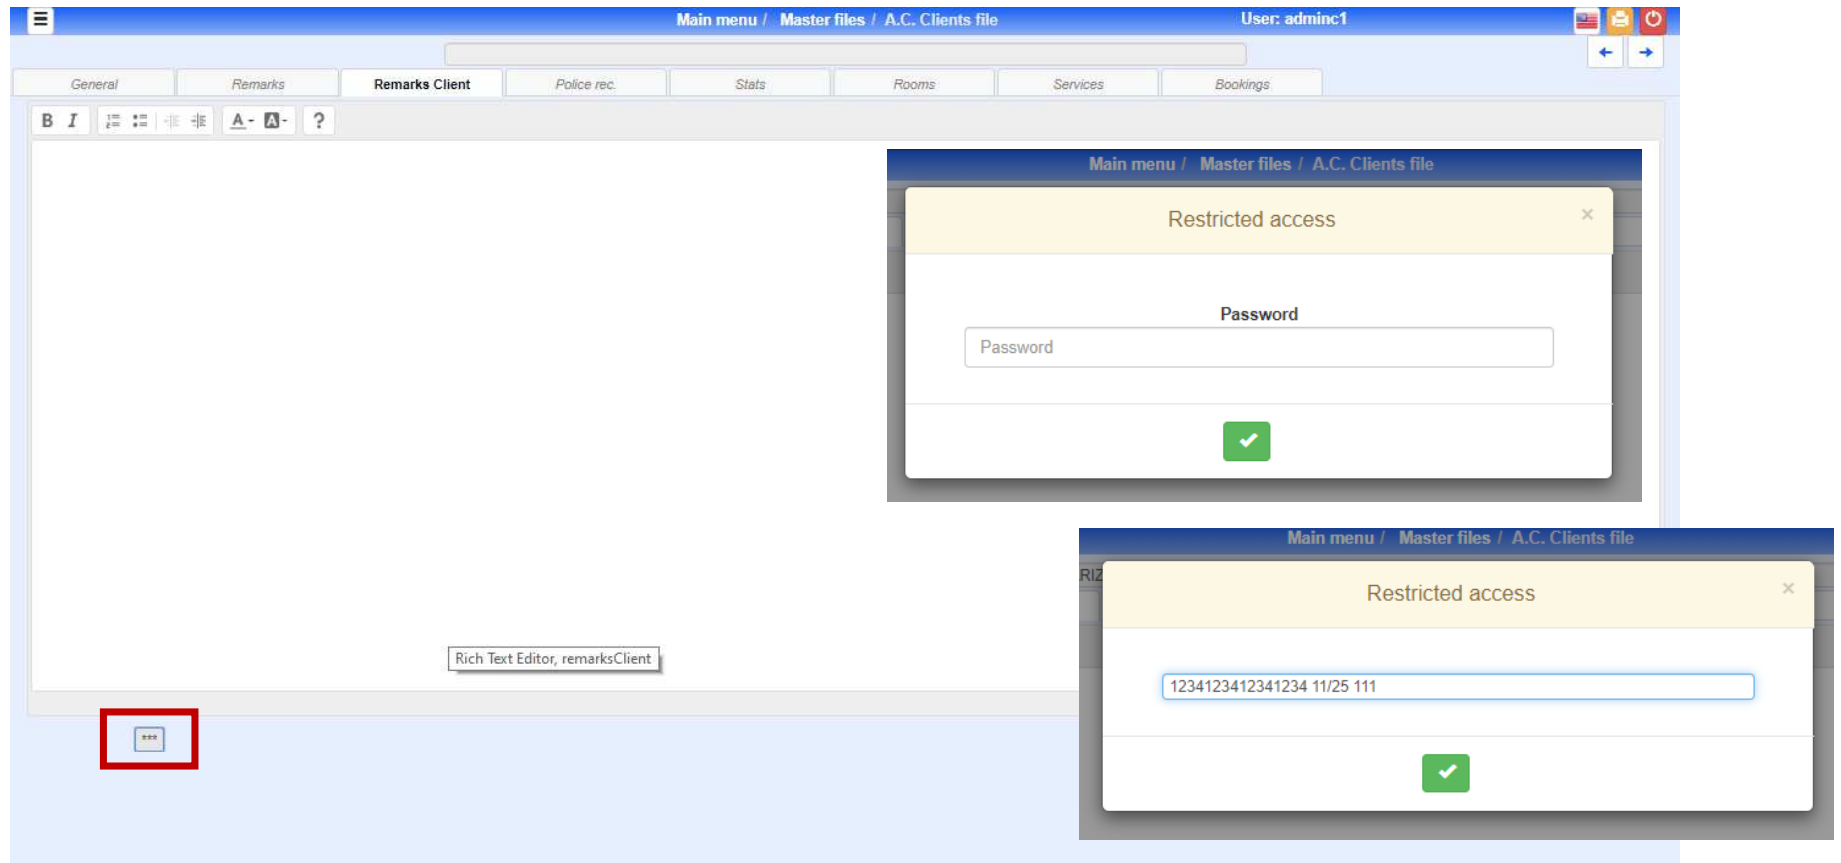 Main menu / Master files / A.C. Clients file
User: adminc1
General Remarks Remarks Client Police rec. Stats Rooms Services Bookings
B I A A ?
Main menu / Master files / A.C. Clients file
Restricted access ×
Password
Password
Rich Text Editor, remarksClient
***
Main menu / Master files / A.C. Clients file
RIZ
Restricted access ×
1234123412341234 11/25 111